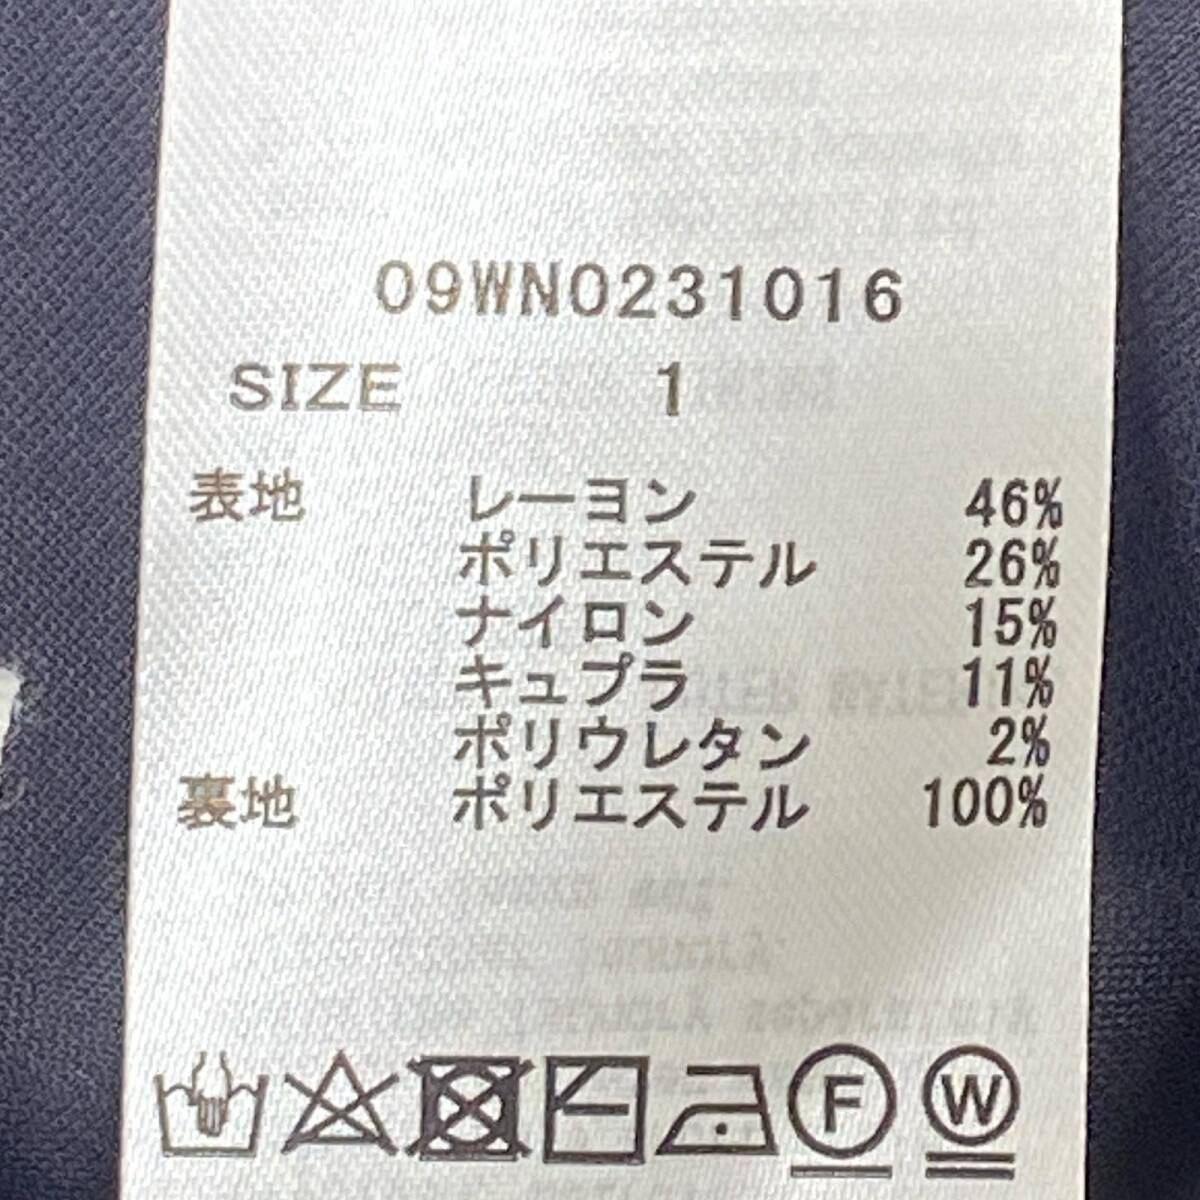 09WN0231016
SIZE 1
表地 レーヨン 46%
ポリエステル 26%
ナイロン 15%
キュプラ 11%
ポリウレタン 2%
裏地 ポリエステル 100%
F W